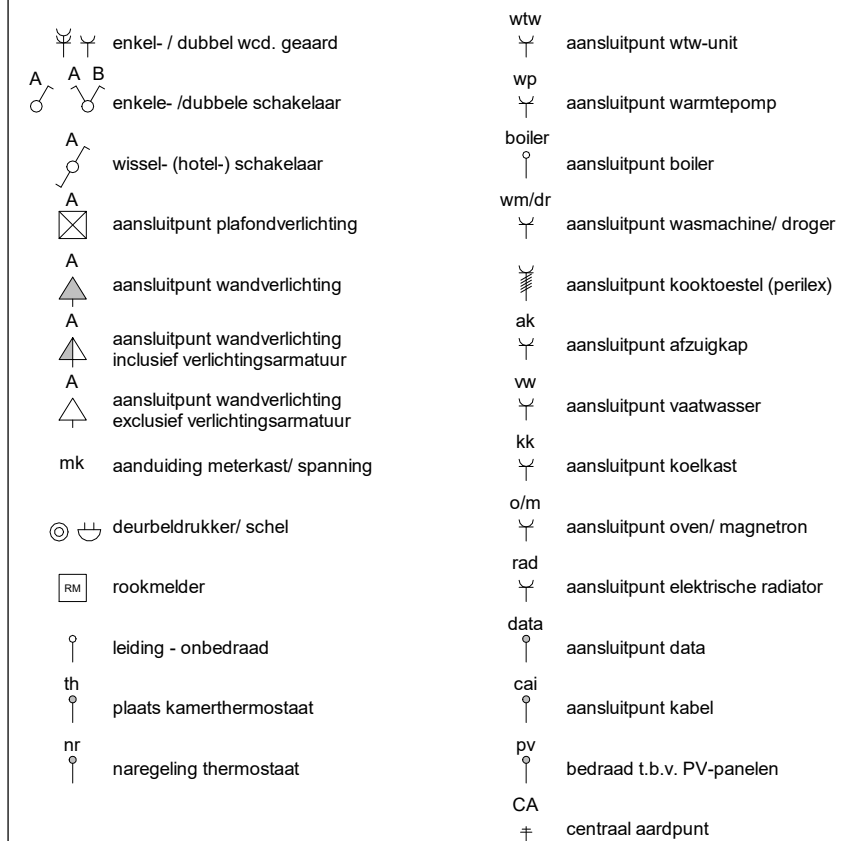 enkel- / dubbel wcd. geaard
A A B
enkele- /dubbele schakelaar
A
wissel- (hotel-) schakelaar
A
aansluitpunt plafondverlichting
A
aansluitpunt wandverlichting
A
aansluitpunt wandverlichting
inclusief verlichtingsarmatuur
A
aansluitpunt wandverlichting
exclusief verlichtingsarmatuur
mk aanduiding meterkast/ spanning
deurbeldrukker/ schel
RM rookmelder
leiding - onbedraad
th
plaats kamerthermostaat
nr
naregeling thermostaat
wtw
aansluitpunt wtw-unit
wp
aansluitpunt warmtepomp
boiler
aansluitpunt boiler
wm/dr
aansluitpunt wasmachine/ droger
aansluitpunt kooktoestel (perilex)
ak
aansluitpunt afzuigkap
vw
aansluitpunt vaatwasser
kk
aansluitpunt koelkast
o/m
aansluitpunt oven/ magnetron
rad
aansluitpunt elektrische radiator
data
aansluitpunt data
cai
aansluitpunt kabel
pv
bedraad t.b.v. PV-panelen
CA
centraal aardpunt